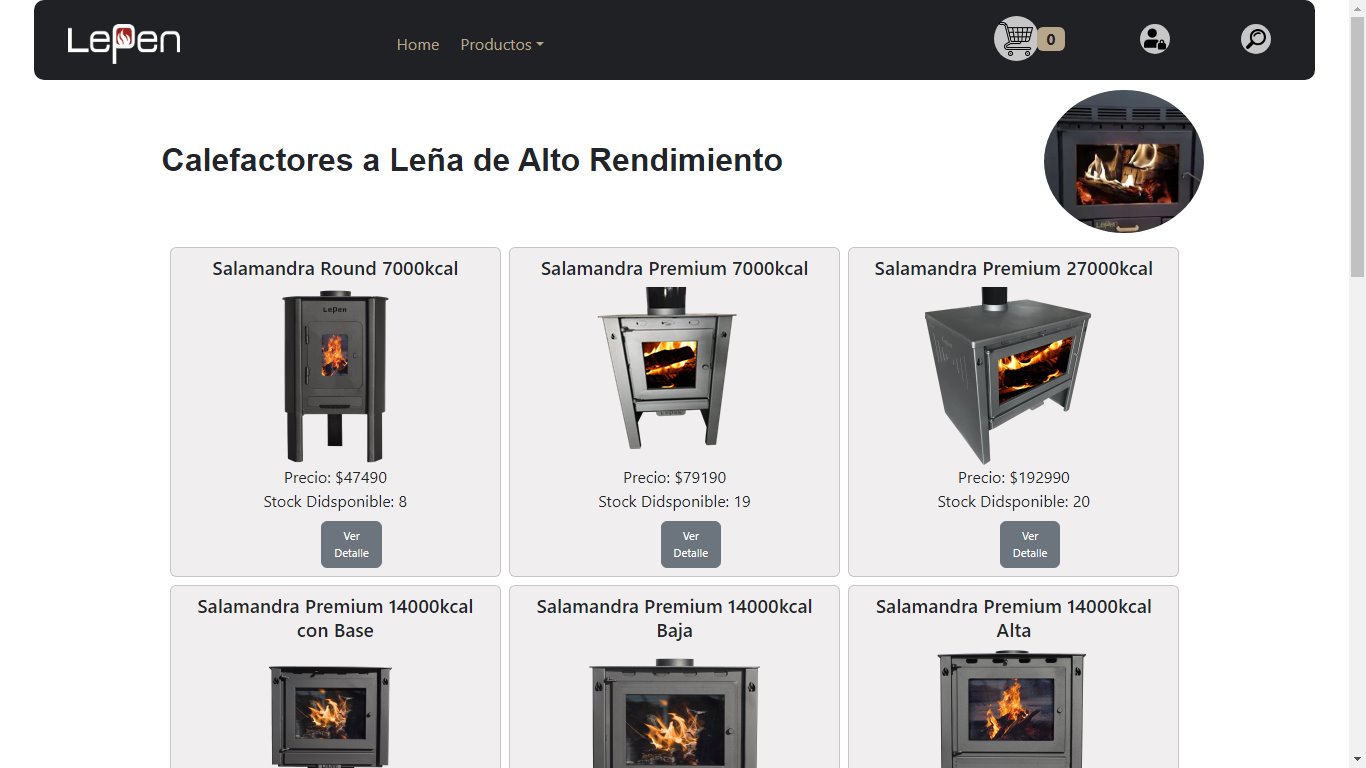 LePen
Home
Productos
0
Calefactores a Leña de Alto Rendimiento
Salamandra Round 7000kcal
LePen
Precio: $47490
Stock Didsponible: 8
Ver
Detalle
Salamandra Premium 7000kcal
Precio: $79190
Stock Didsponible: 19
Ver
Detalle
Salamandra Premium 27000kcal
Precio: $192990
Stock Didsponible: 20
Ver
Detalle
Salamandra Premium 14000kcal
con Base
Salamandra Premium 14000kcal
Baja
Salamandra Premium 14000kcal
Alta